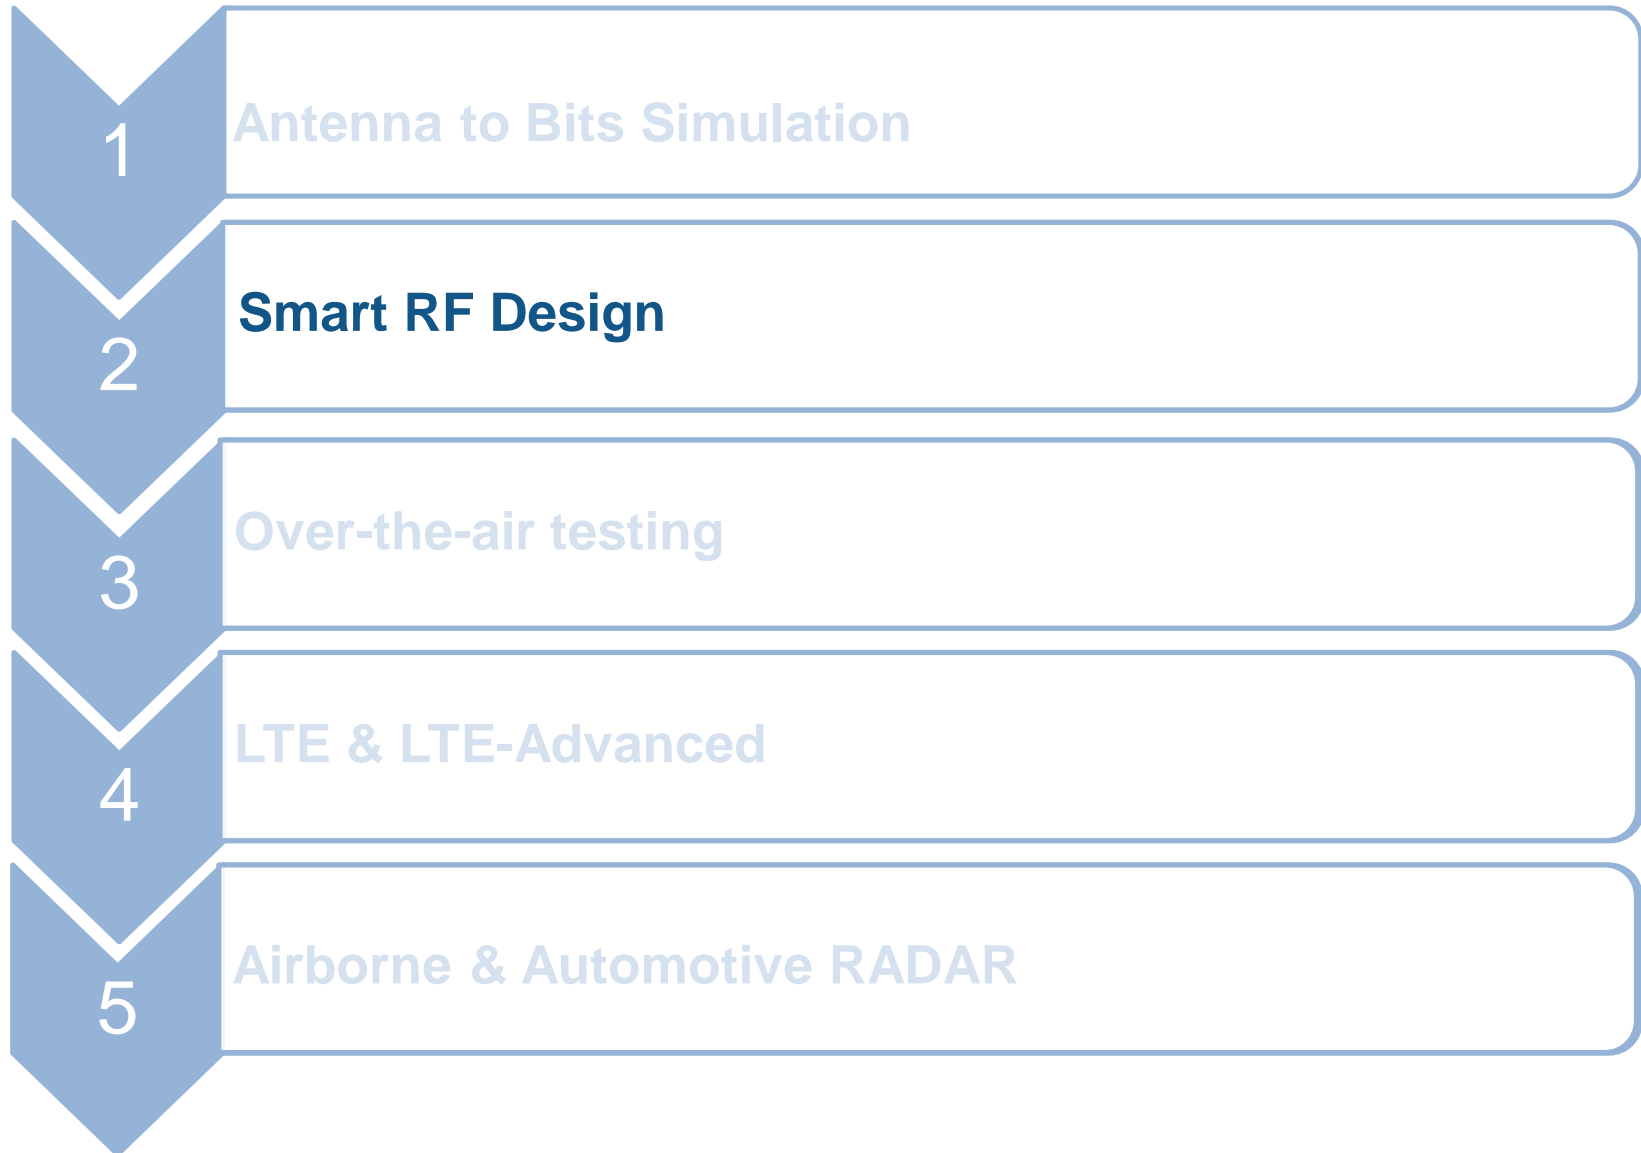 1
Antenna to Bits Simulation
2
Smart RF Design
3
Over-the-air testing
4
LTE & LTE-Advanced
5
Airborne & Automotive RADAR